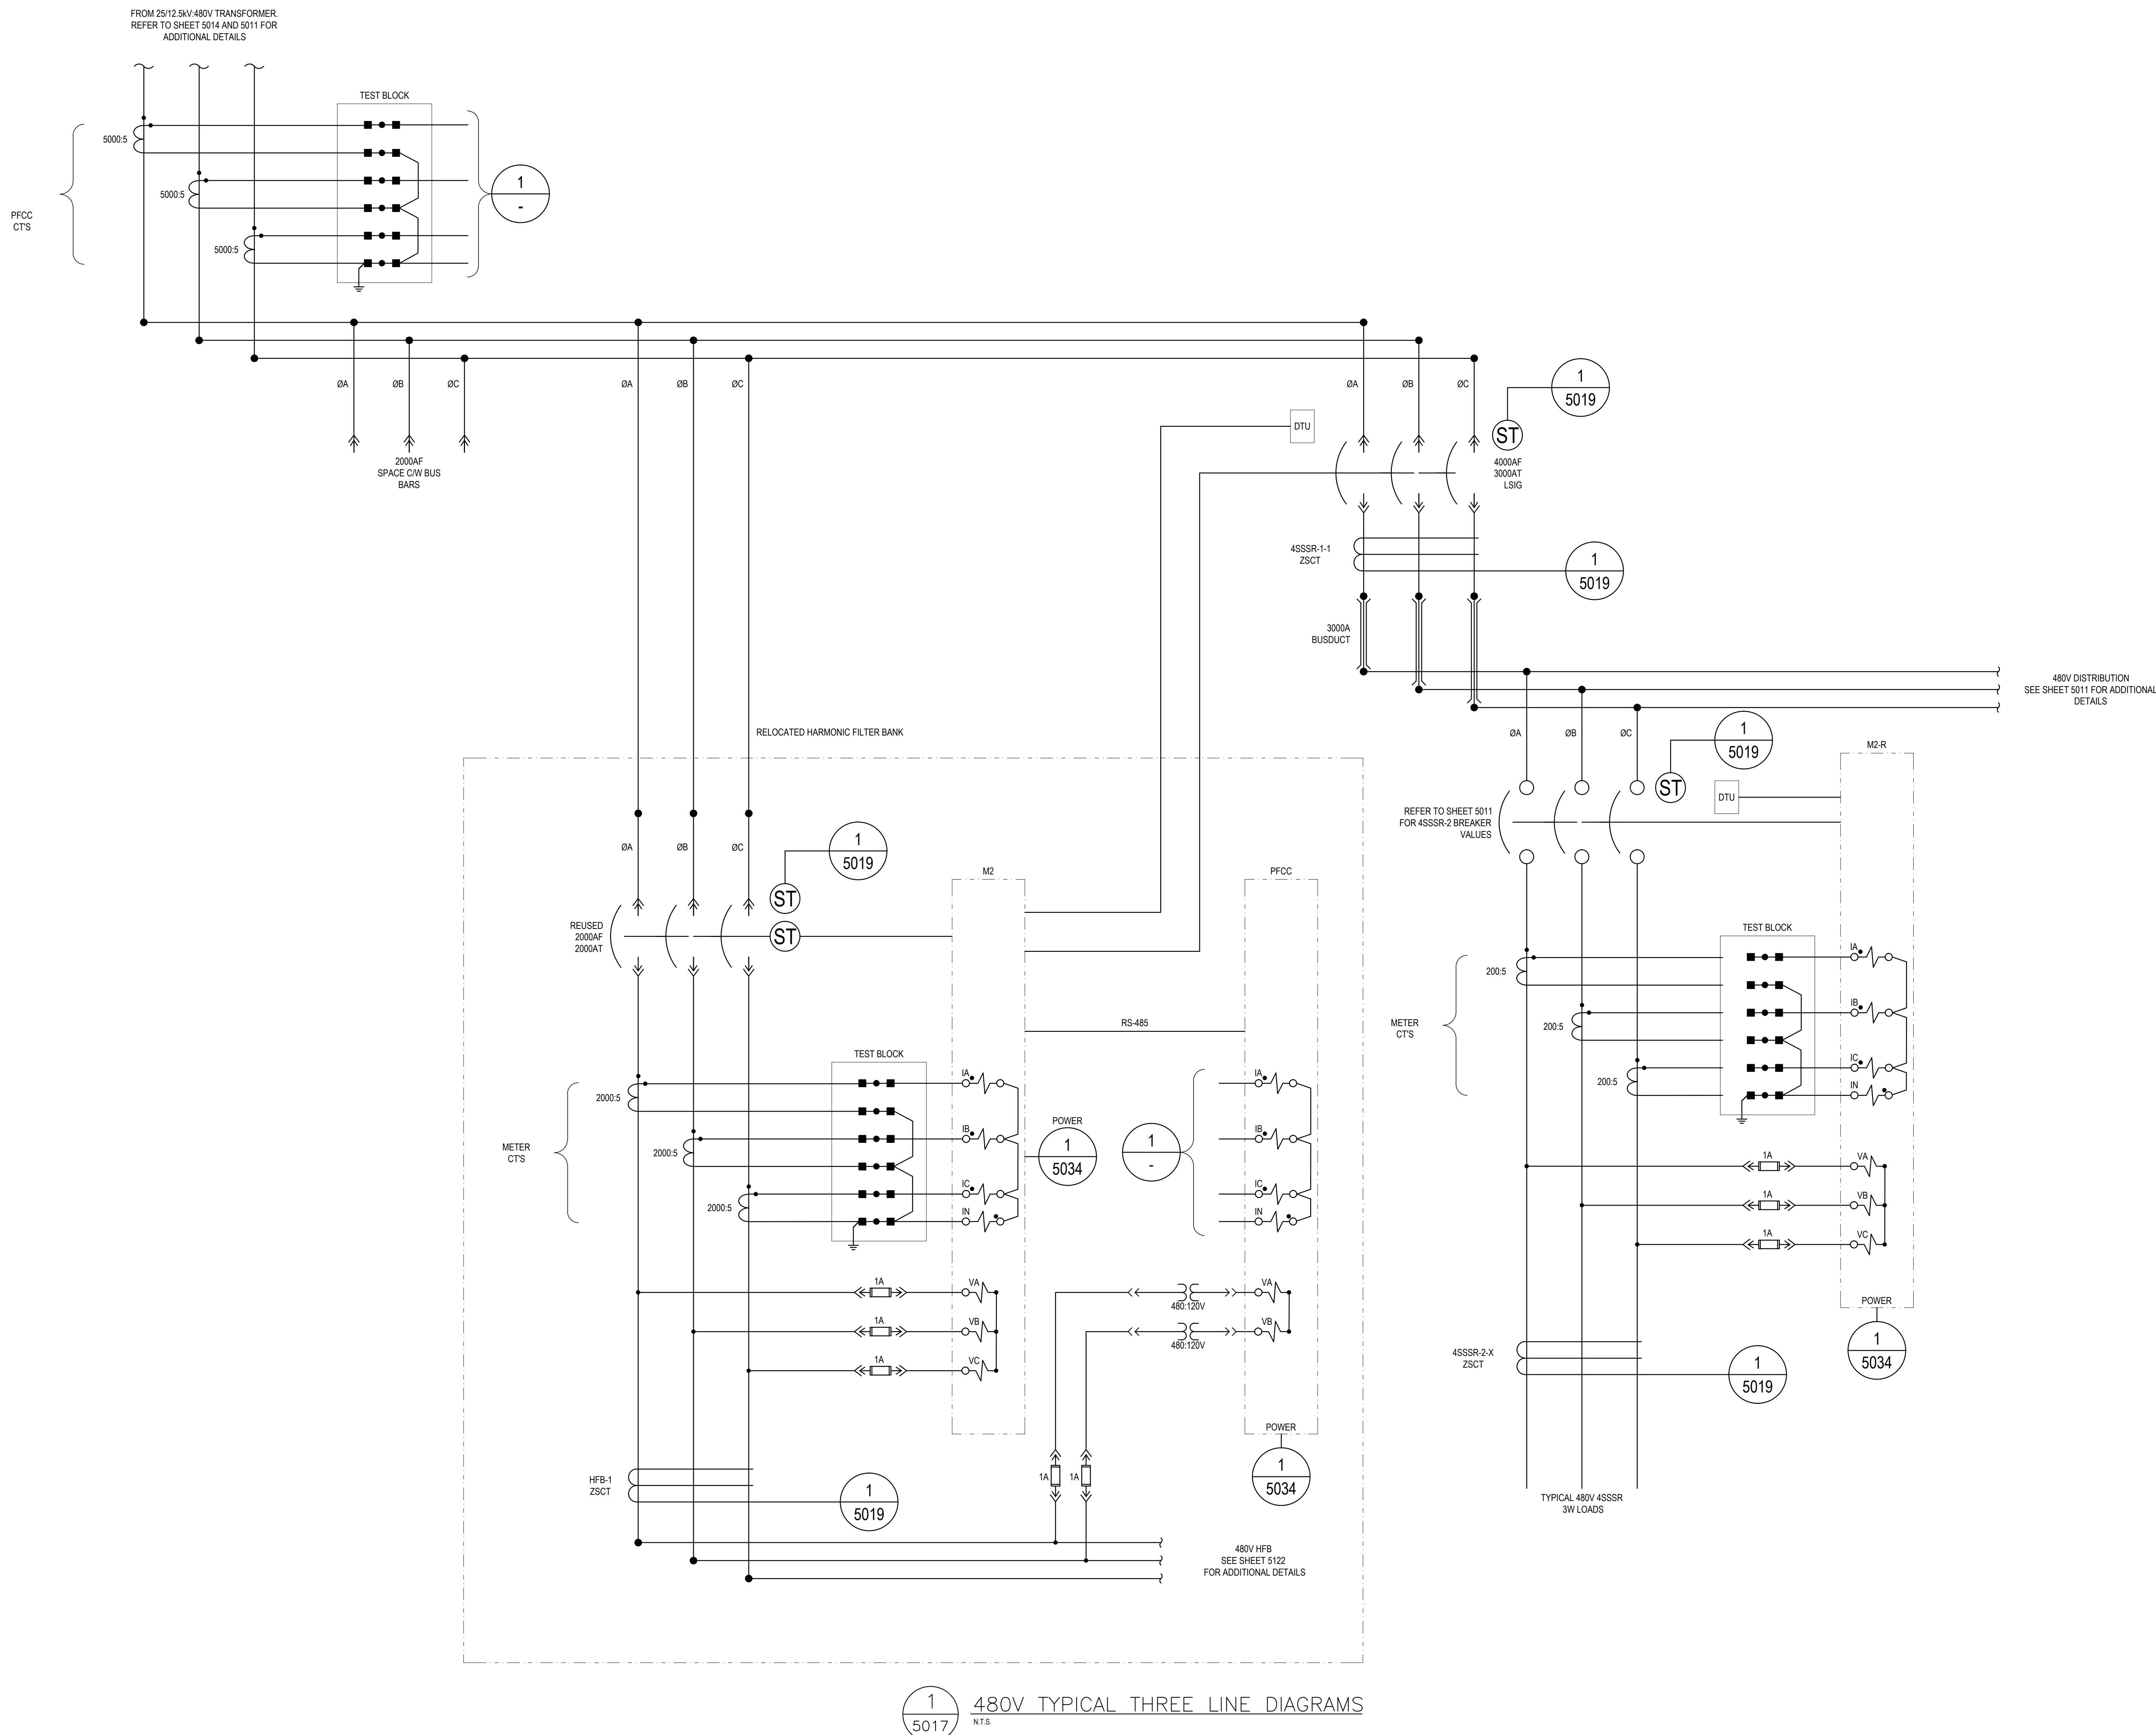 FROM 25/12.5kV:480V TRANSFORMER.
REFER TO SHEET 5014 AND 5011 FOR
ADDITIONAL DETAILS
TEST BLOCK
5000:5
5000:5
5000:5
PFCC
CT'S
1
-
ØA
ØB
ØC
2000AF
SPACE C/W BUS
BARS
ØA
ØB
ØC
ØA
ØB
ØC
1
5019
DTU
ST
4000AF
3000AT
LSIG
4SSSR-1-1
ZSCT
1
5019
3000A
BUSDUCT
480V DISTRIBUTION
SEE SHEET 5011 FOR ADDITIONAL
DETAILS
RELOCATED HARMONIC FILTER BANK
ØA
ØB
ØC
1
5019
ST
M2-R
DTU
REFER TO SHEET 5011
FOR 4SSSR-2 BREAKER
VALUES
ØA
ØB
ØC
1
5019
ST
ST
REUSED
2000AF
2000AT
M2
PFCC
RS-485
TEST BLOCK
METER
CT'S
2000:5
2000:5
2000:5
IA
IB
IC
IN
POWER
1
5034
1
-
IA
IB
IC
IN
TEST BLOCK
METER
CT'S
200:5
200:5
200:5
IA
IB
IC
IN
1A
VA
1A
VB
1A
VC
POWER
1
5034
1A
VA
1A
VB
1A
VC
480:120V
VA
480:120V
VB
4SSSR-2-X
ZSCT
1
5019
POWER
1
5034
1A
1A
HFB-1
ZSCT
1
5019
TYPICAL 480V 4SSSR
3W LOADS
480V HFB
SEE SHEET 5122
FOR ADDITIONAL DETAILS
1
5017
480V TYPICAL THREE LINE DIAGRAMS
N.T.S.